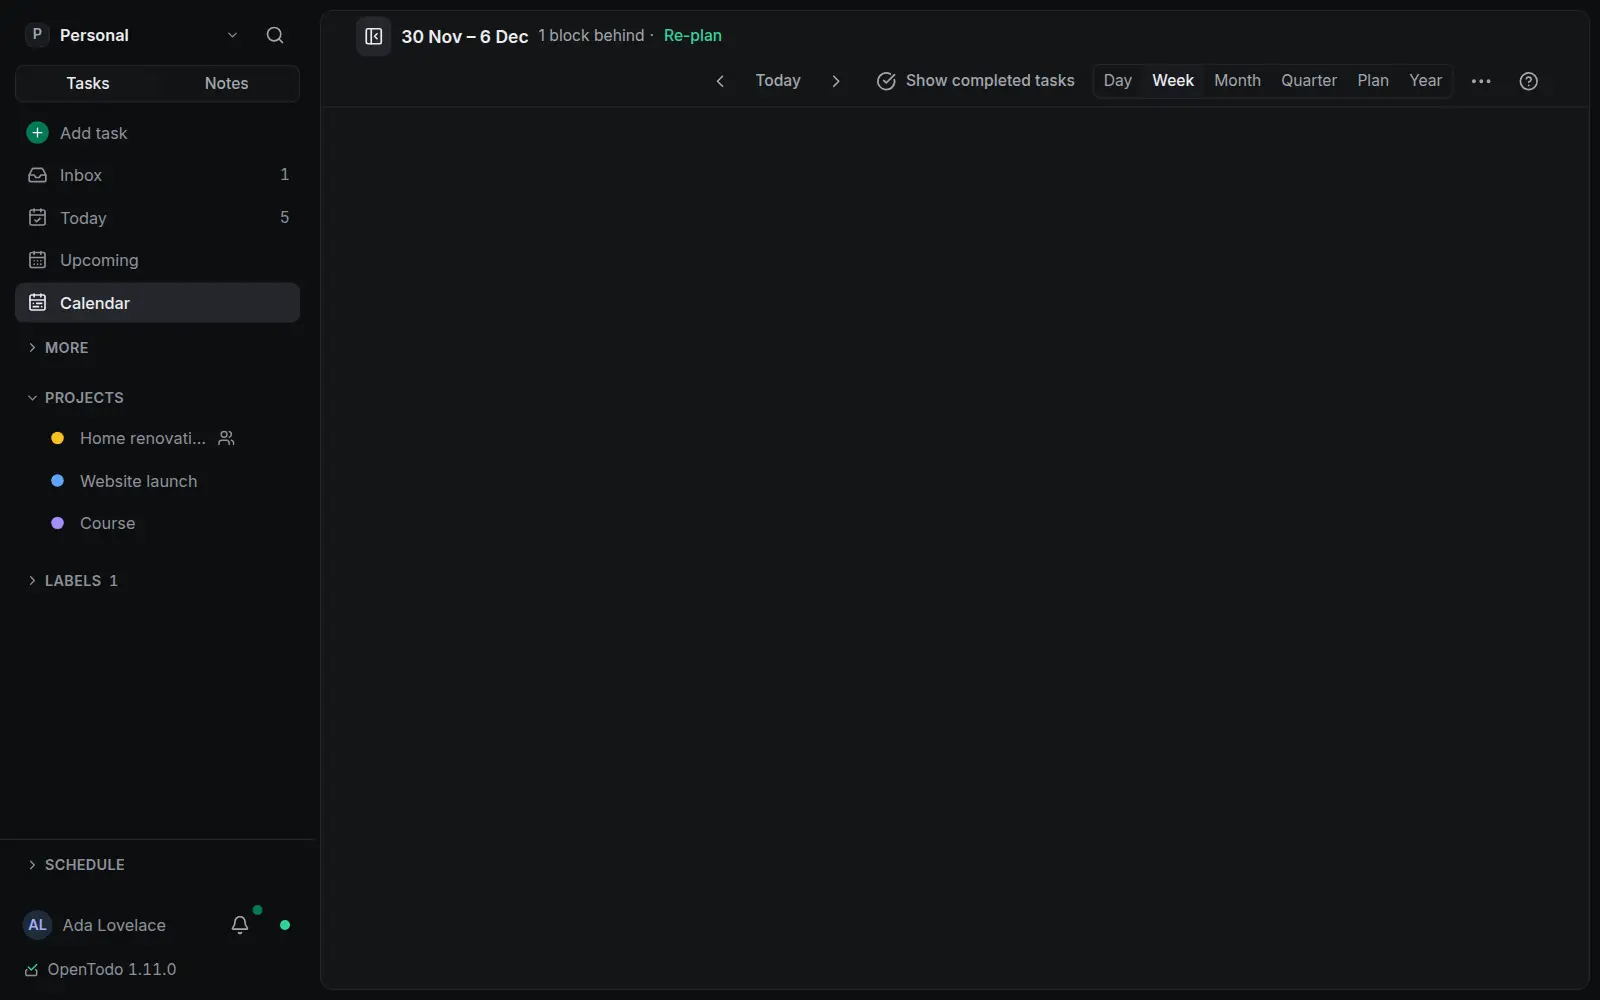 P Personal
Tasks Notes
Add task
Inbox 1
Today 5
Upcoming
Calendar
MORE
PROJECTS
Home renovati...
Website launch
Course
LABELS 1
SCHEDULE
AL Ada Lovelace
OpenTodo 1.11.0
30 Nov – 6 Dec 1 block behind · Re-plan
Today Show completed tasks Day Week Month Quarter Plan Year